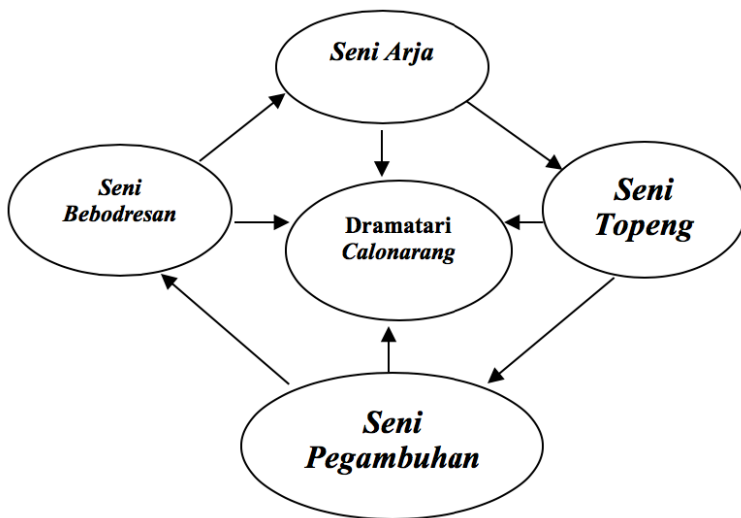 Seni Arja
Seni
Bebodresan
Dramatari
Calonarang
Seni
Topeng
Seni
Pegambuhan